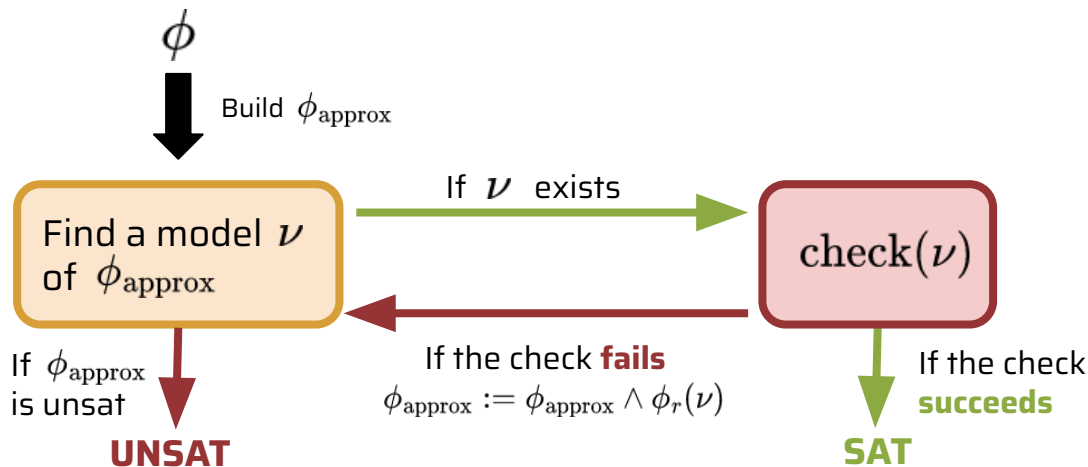 ϕ
Build ϕ_approx
Find a model ν
of ϕ_approx
If ν exists
check(ν)
If the check fails
ϕ_approx := ϕ_approx ∧ ϕ_r(ν)
If ϕ_approx
is unsat
UNSAT
If the check
succeeds
SAT